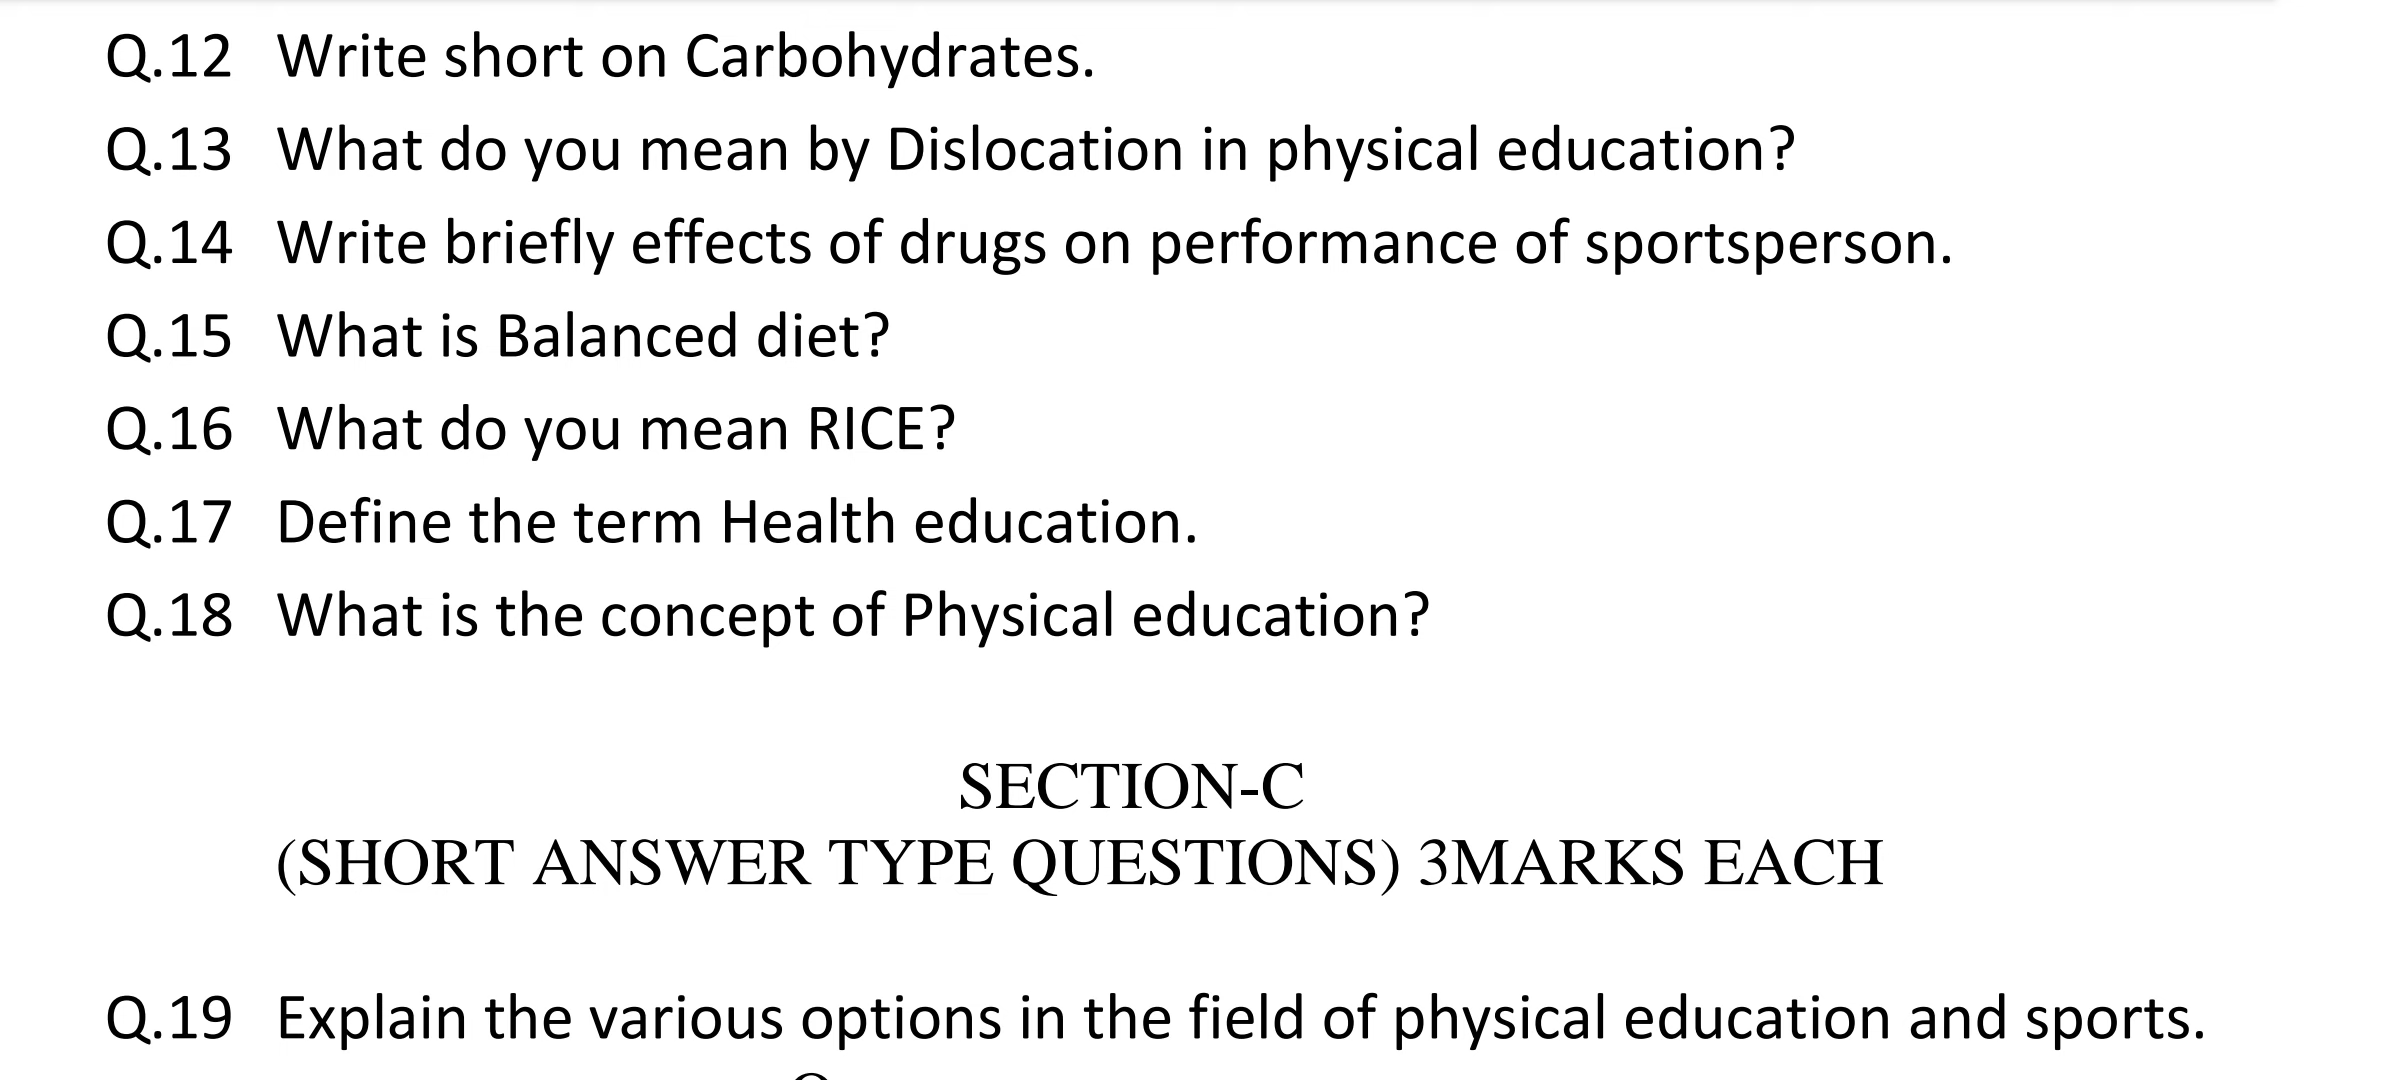 Q.12 Write short on Carbohydrates.
Q.13 What do you mean by Dislocation in physical education?
Q.14 Write briefly effects of drugs on performance of sportsperson.
Q.15 What is Balanced diet?
Q.16 What do you mean RICE?
Q.17 Define the term Health education.
Q.18 What is the concept of Physical education?
SECTION-C
(SHORT ANSWER TYPE QUESTIONS) 3MARKS EACH
Q.19 Explain the various options in the field of physical education and sports.